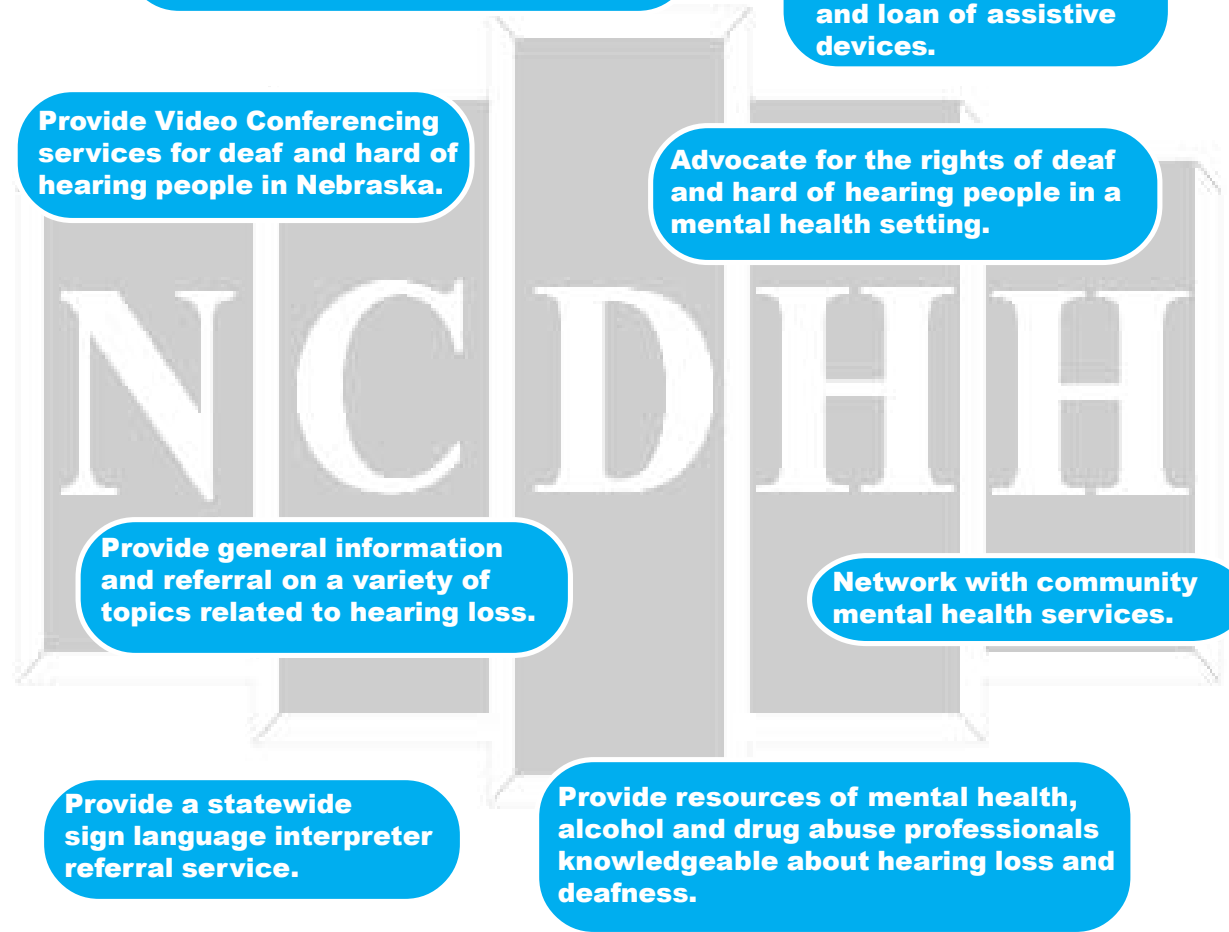 and loan of assistive
devices.
Provide Video Conferencing
services for deaf and hard of
hearing people in Nebraska.
Advocate for the rights of deaf
and hard of hearing people in a
mental health setting.
NCDHH
Provide general information
and referral on a variety of
topics related to hearing loss.
Network with community
mental health services.
Provide a statewide
sign language interpreter
referral service.
Provide resources of mental health,
alcohol and drug abuse professionals
knowledgeable about hearing loss and
deafness.